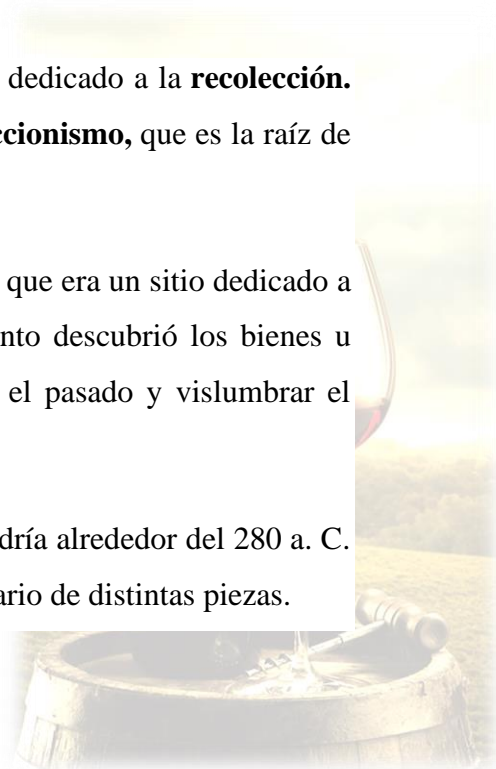 dedicado a la recolección.
ccionismo, que es la raíz de
que era un sitio dedicado a
nto descubrió los bienes u
el pasado y vislumbrar el
dría alrededor del 280 a. C.
ario de distintas piezas.